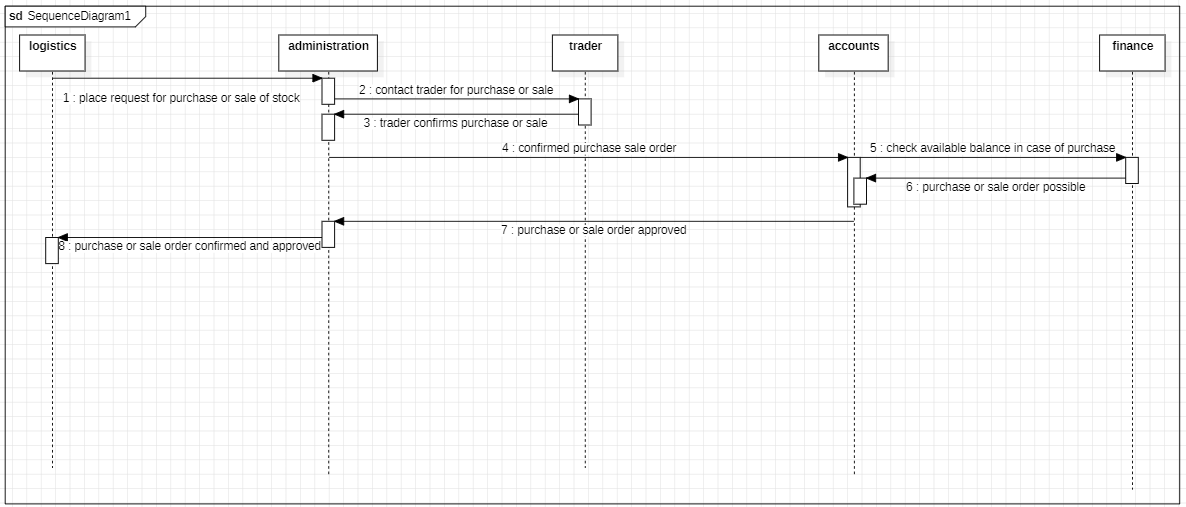 sd SequenceDiagram1
logistics
administration
trader
accounts
finance
1 : place request for purchase or sale of stock
2 : contact trader for purchase or sale
3 : trader confirms purchase or sale
4 : confirmed purchase sale order
5 : check available balance in case of purchase
6 : purchase or sale order possible
7 : purchase or sale order approved
8 : purchase or sale order confirmed and approved